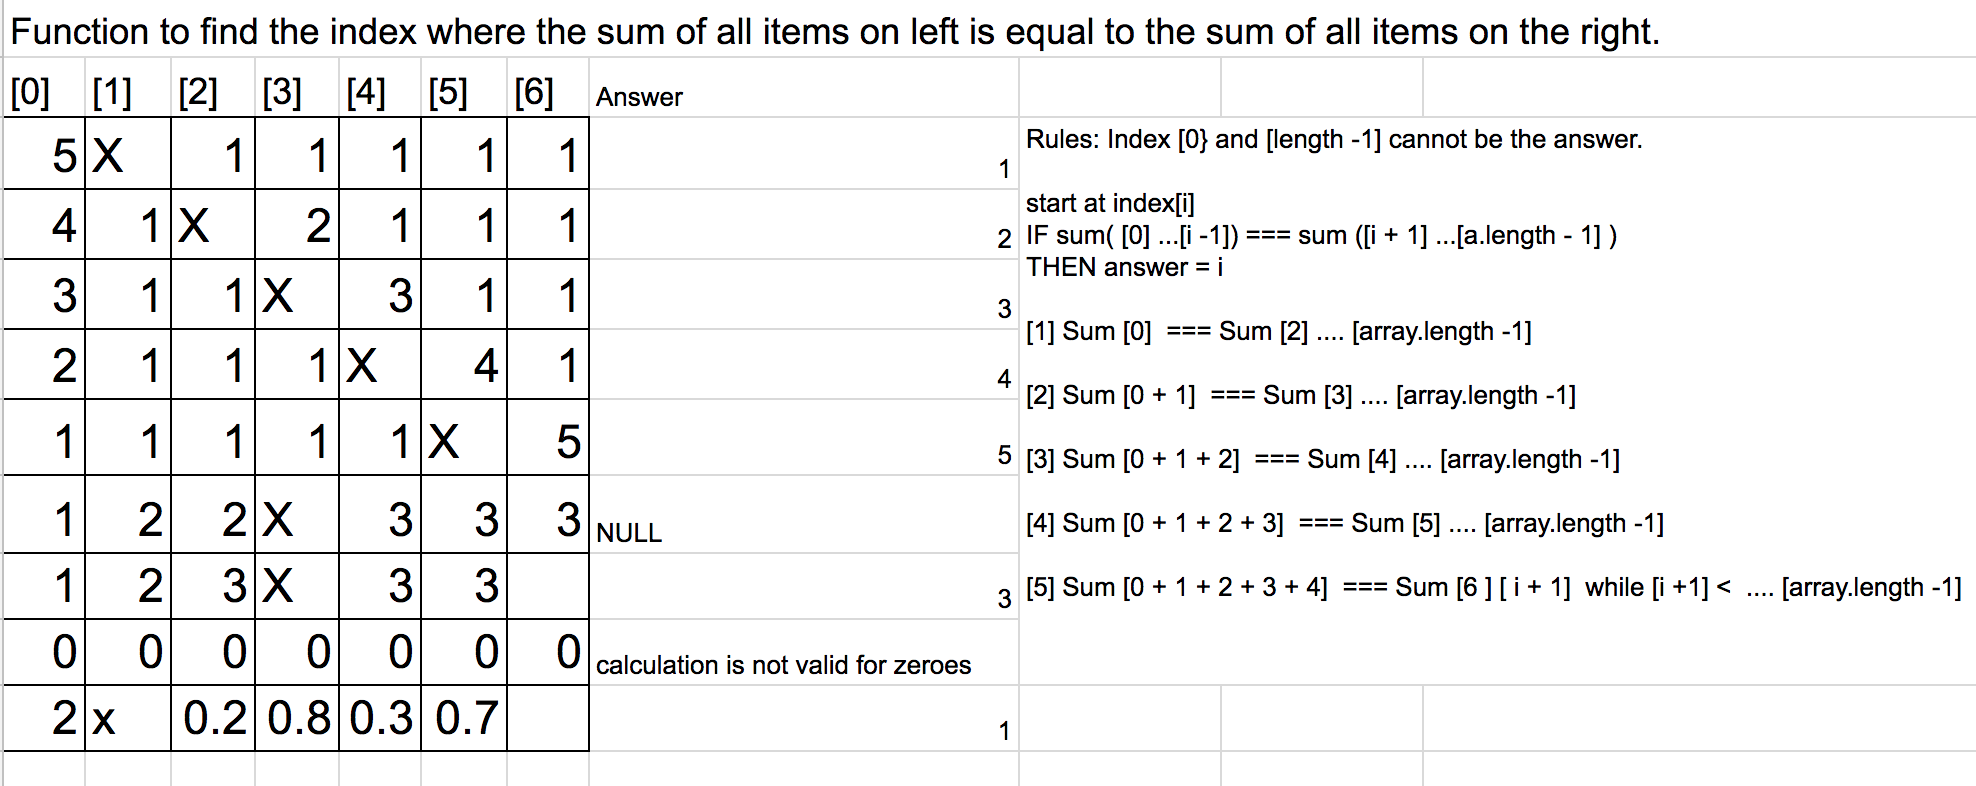 Function to find the index where the sum of all items on left is equal to the sum of all items on the right.
[0] [1] [2] [3] [4] [5] [6] Answer
5 X 1 1 1 1 1 1
4 1 X 2 1 1 1 2
3 1 1 X 3 1 1 3
2 1 1 1 X 4 1 4
1 1 1 1 1 X 5 5
1 2 2 X 3 3 3 NULL
1 2 3 X 3 3 3
0 0 0 0 0 0 0 calculation is not valid for zeroes
2 x 0.2 0.8 0.3 0.7 1
Rules: Index [0} and [length -1] cannot be the answer.
start at index[i]
IF sum( [0] ...[i -1]) === sum ([i + 1] ...[a.length - 1] )
THEN answer = i
[1] Sum [0] === Sum [2] .... [array.length -1]
[2] Sum [0 + 1] === Sum [3] .... [array.length -1]
[3] Sum [0 + 1 + 2] === Sum [4] .... [array.length -1]
[4] Sum [0 + 1 + 2 + 3] === Sum [5] .... [array.length -1]
[5] Sum [0 + 1 + 2 + 3 + 4] === Sum [6 ] [ i + 1] while [i +1] < .... [array.length -1]